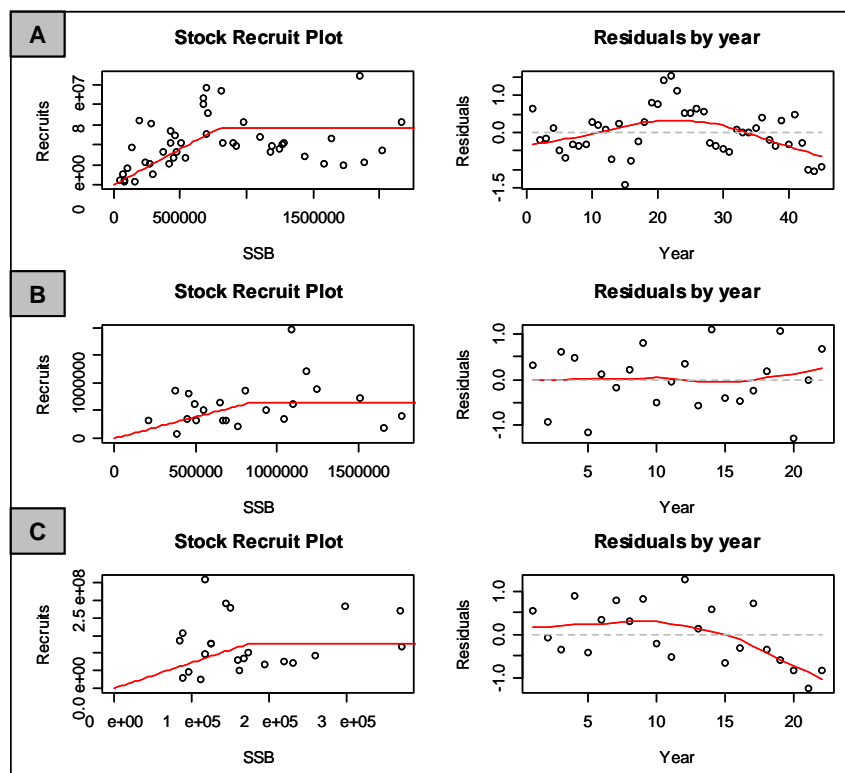 A
Stock Recruit Plot
Residuals by year
Recruits
0 e+00 8 e+07
0 500000 1500000
SSB
Residuals
-1.5 0.0 1.0
0 10 20 30 40
Year
B
Stock Recruit Plot
Residuals by year
Recruits
0 1000000
0 500000 1000000 1500000
SSB
Residuals
-1.0 0.0 1.0
5 10 15 20
Year
C
Stock Recruit Plot
Residuals by year
Recruits
0.0 e+00 2.5 e+08
0 e+00 1 e+05 2 e+05 3 e+05
SSB
Residuals
-1.0 0.0 1.0
5 10 15 20
Year